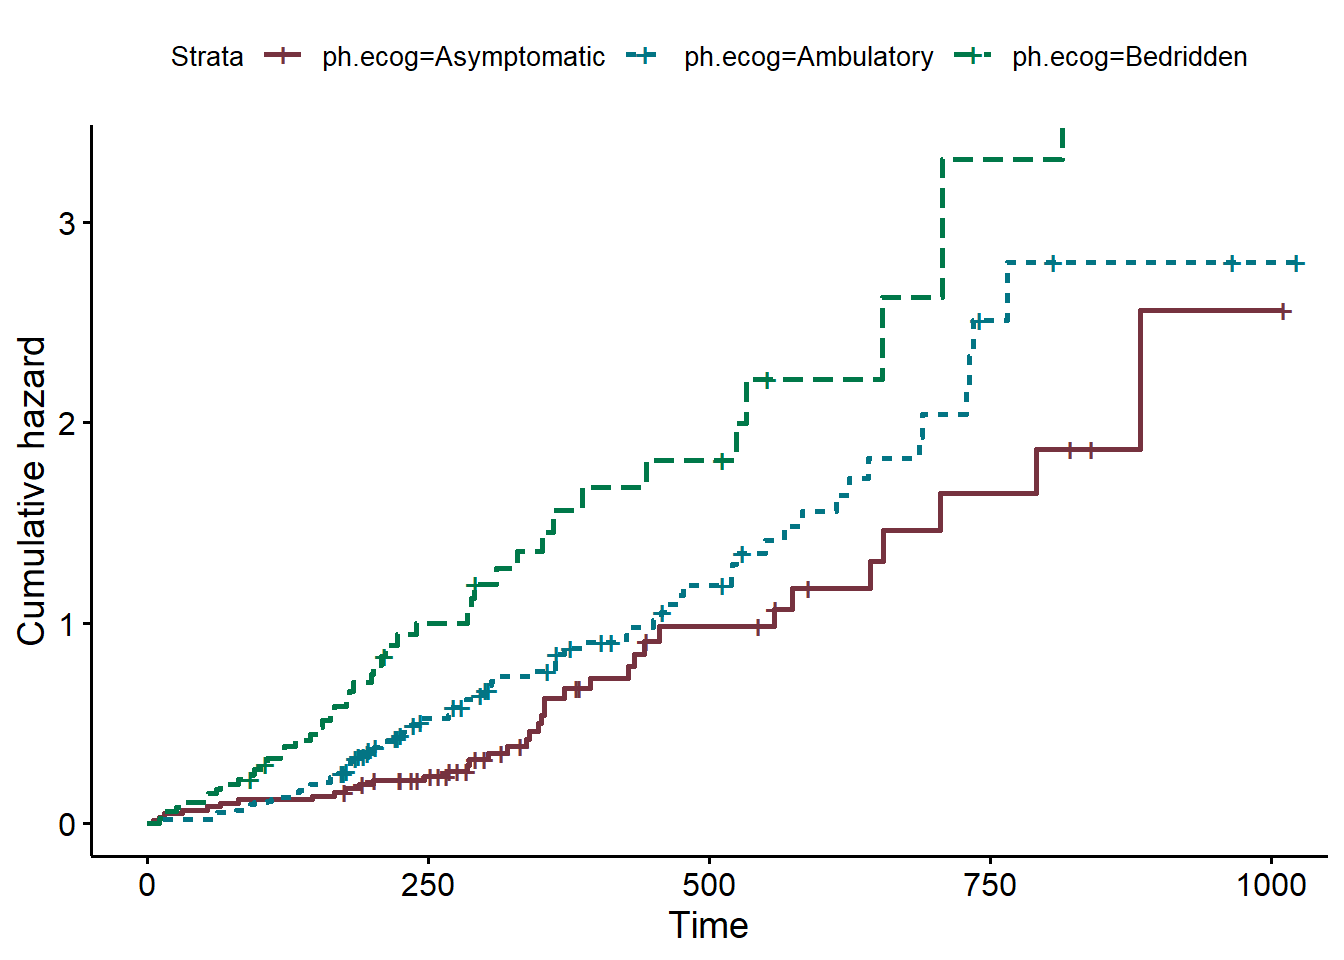 Strata ph.ecog=Asymptomatic ph.ecog=Ambulatory ph.ecog=Bedridden
Cumulative hazard
3
2
1
0
0 250 500 750 1000
Time